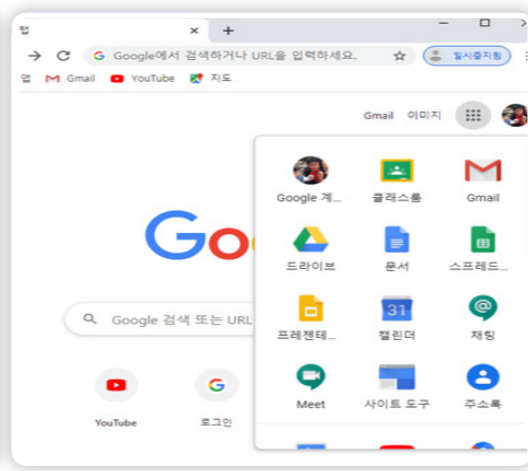 탭
Google에서 검색하거나 URL을 입력하세요.
일시중지됨
앱 Gmail YouTube 지도
Gmail 이미지
Goo
Google 계...
클래스룸
Gmail
드라이브
문서
스프레드...
프레젠테...
31
캘린더
채팅
Meet
사이트 도구
주소록
Google 검색 또는 URL
YouTube
로그인